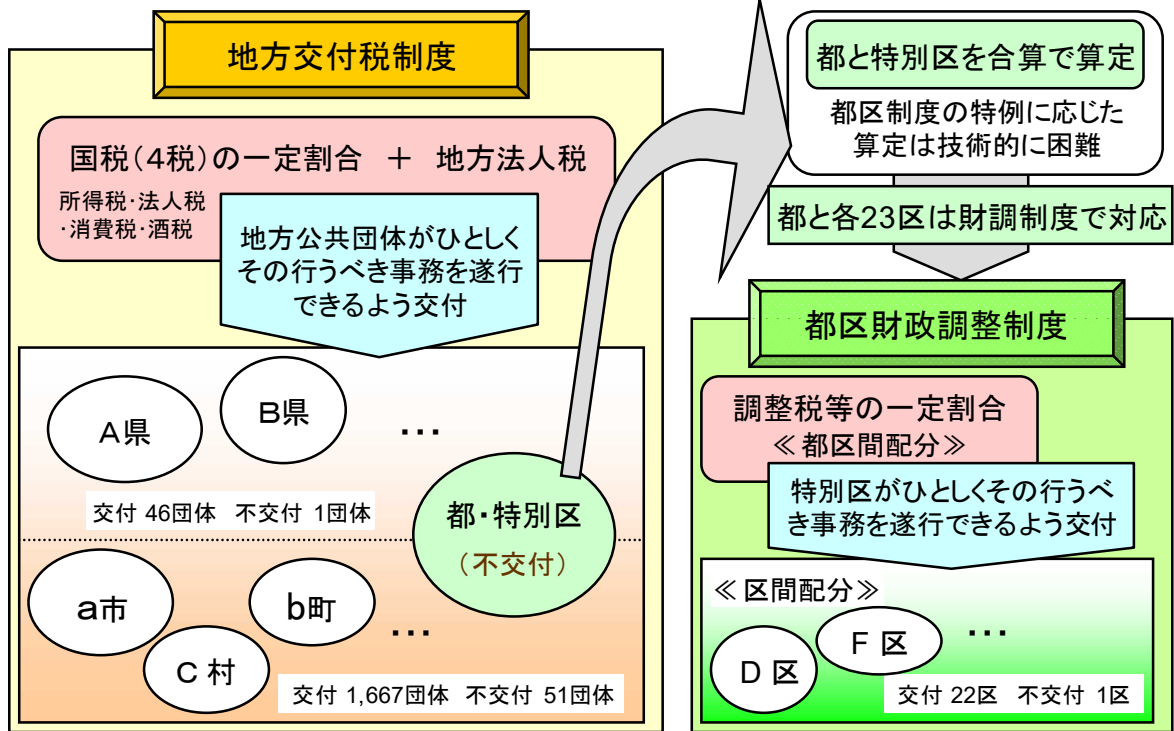 地方交付税制度
国税(4税)の一定割合 + 地方法人税
所得税・法人税
・消費税・酒税
地方公共団体がひとしく
その行うべき事務を遂行
できるよう交付
A県
B県
…
交付 46団体 不交付 1団体
都・特別区
(不交付)
a市
b町
…
C 村
交付 1,667団体 不交付 51団体
都と特別区を合算で算定
都区制度の特例に応じた
算定は技術的に困難
都と各23区は財調制度で対応
都区財政調整制度
調整税等の一定割合
≪都区間配分≫
特別区がひとしくその行うべ
き事務を遂行できるよう交付
≪区間配分≫
D 区
F 区
…
交付 22区 不交付 1区